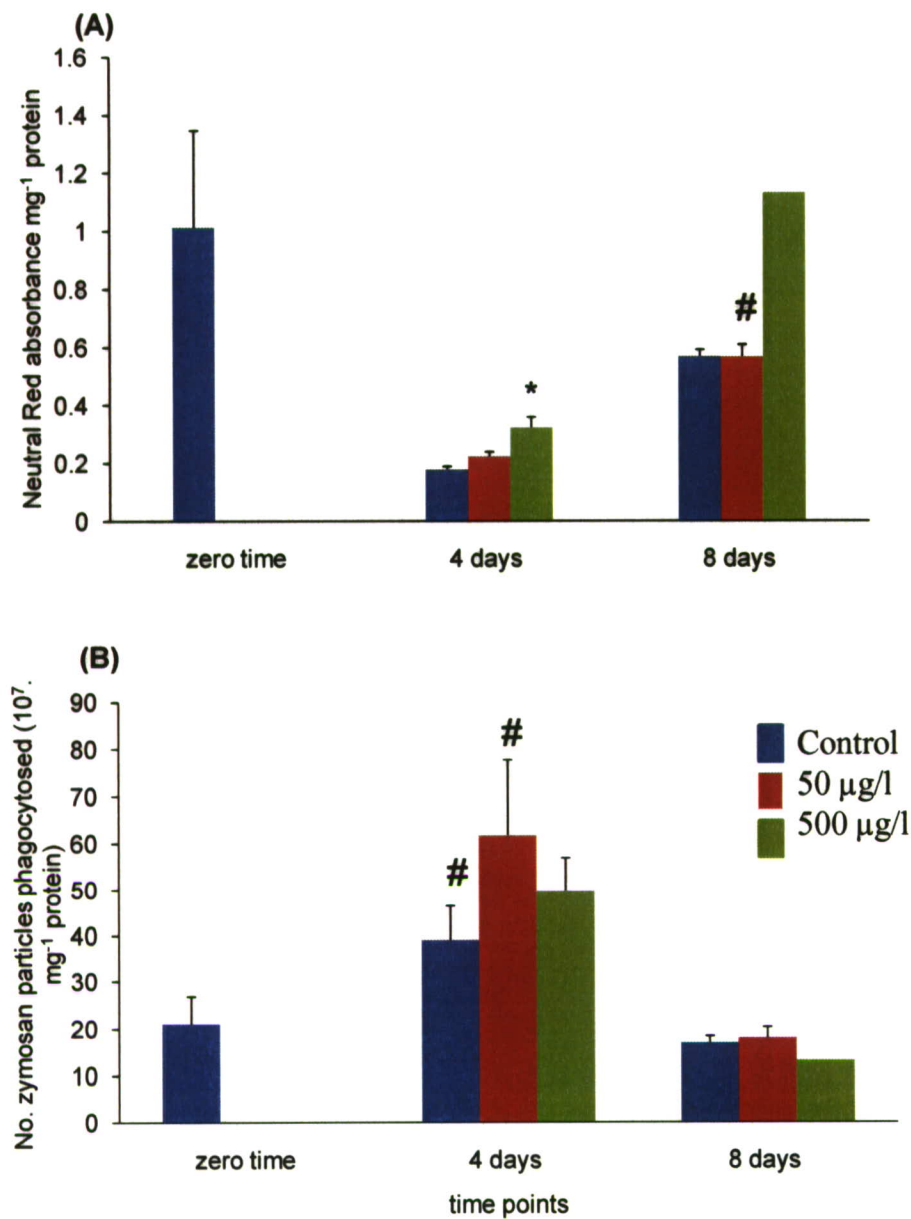 (A)
Neutral Red absorbance mg⁻¹ protein
1.6
1.4
1.2
1
0.8
0.6
0.4
0.2
0
*
#
zero time 4 days 8 days
(B)
No. zymosan particles phagocytosed (10⁷.
mg⁻¹ protein)
90
80
70
60
50
40
30
20
10
0
#
#
Control
50 µg/l
500 µg/l
zero time 4 days 8 days
time points